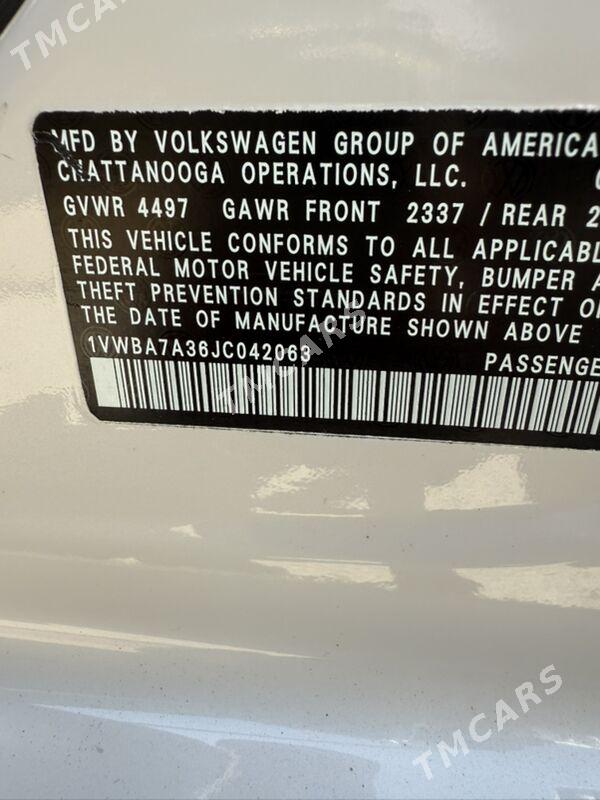 TMCARS
MFD BY VOLKSWAGEN GROUP OF AMERICA
CHATTANOOGA OPERATIONS, LLC.
GVWR 4497 GAWR FRONT 2337 / REAR 2
THIS VEHICLE CONFORMS TO ALL APPLICABL
FEDERAL MOTOR VEHICLE SAFETY, BUMPER A
THEFT PREVENTION STANDARDS IN EFFECT O
THE DATE OF MANUFACTURE SHOWN ABOVE
1VWBA7A36JC042063 PASSENGE
TMCARS
TMCARS